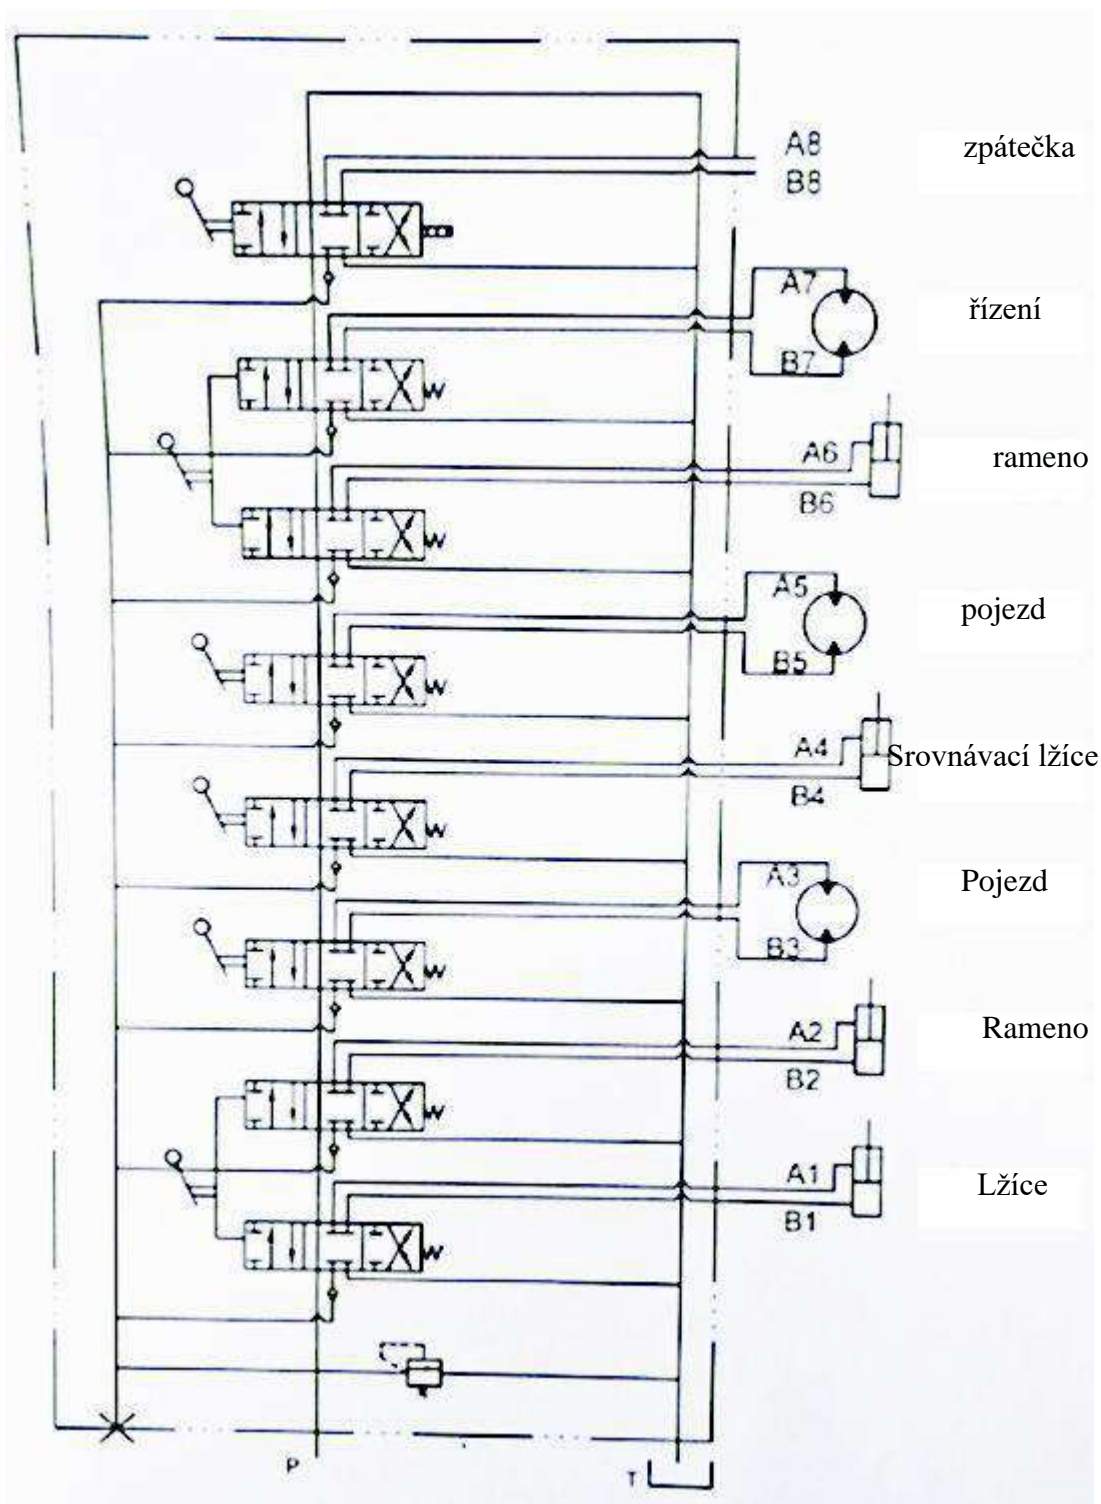 A8 zpátečka
B8
A7
řízení
B7
A6 rameno
B6
A5
pojezd
B5
A4 Srovnávací lžíce
B4
A3 Pojezd
B3
A2 Rameno
B2
A1 Lžíce
B1
P T